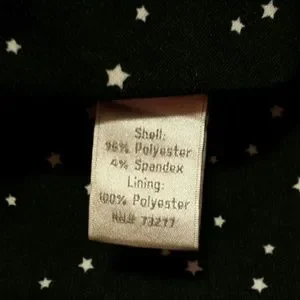 Shell:
96% Polyester
4% Spandex
Lining:
100% Polyester
RN# 73277